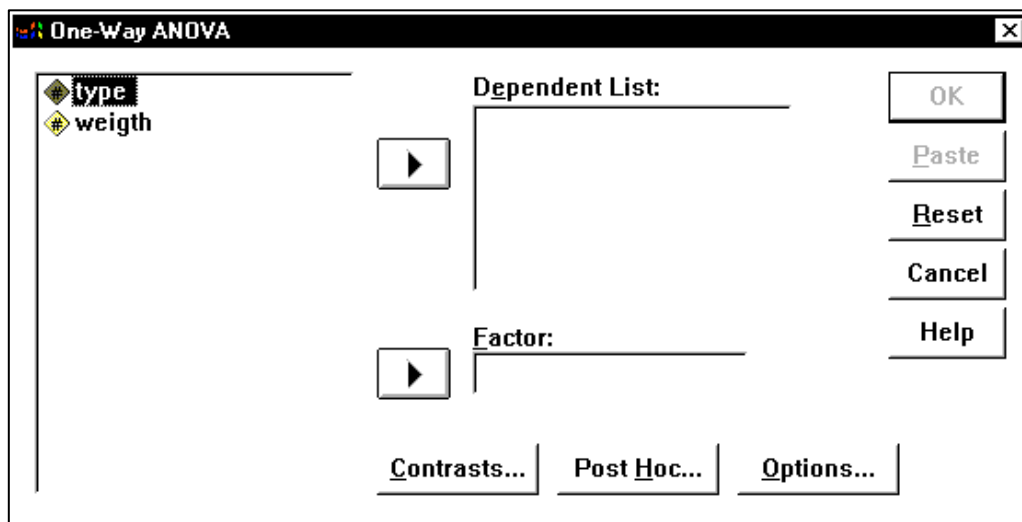 One-Way ANOVA
# type
# weigth
Dependent List:
Factor:
OK
Paste
Reset
Cancel
Help
Contrasts... Post Hoc... Options...